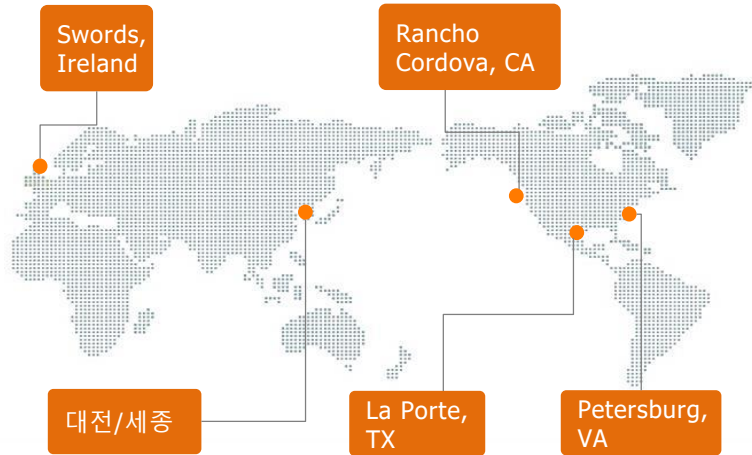 Swords,
Ireland
Rancho
Cordova, CA
대전/세종
La Porte,
TX
Petersburg,
VA